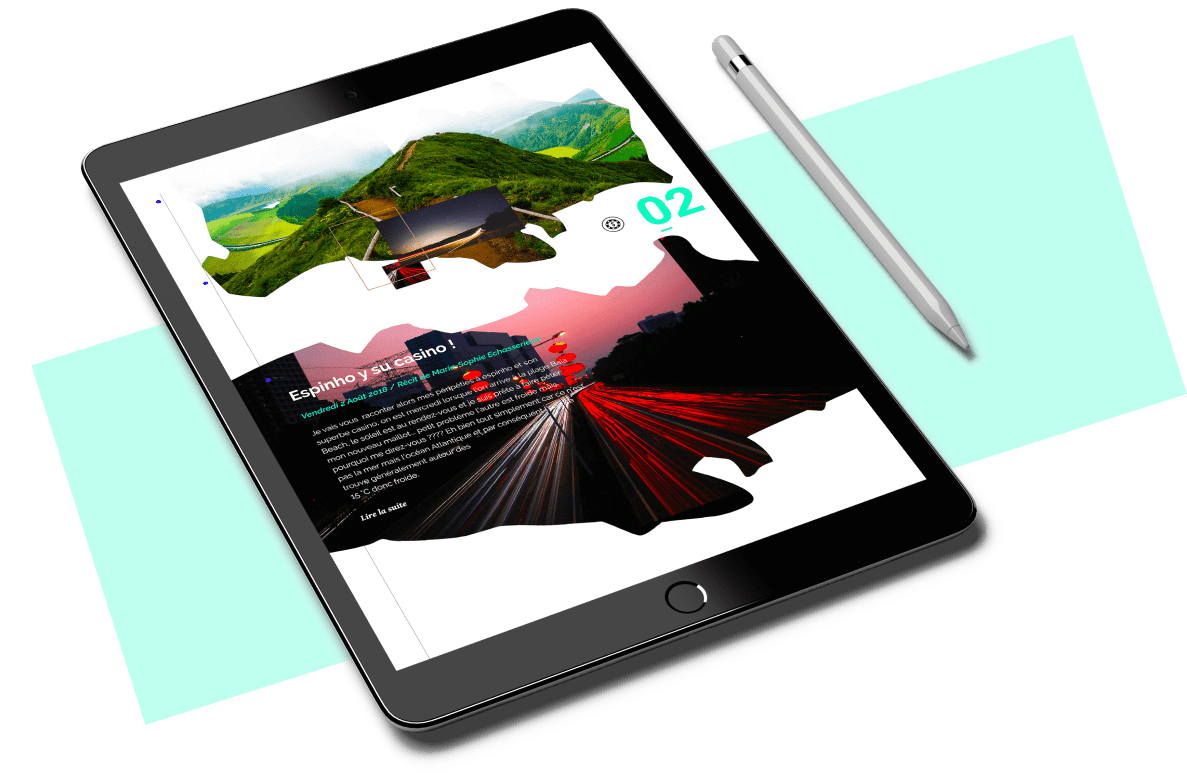 02
Espinho y su casino !
Vendredi 2 Août 2018 / Récit de Marie-Sophie Echasserieau
Je vais vous raconter alors mes péripéties à espinho et son
superbe casino, on est mercredi lorsque l'on arrive à la plage Baia
Beach, le soleil est au rendez-vous et je suis prête à faire péter
mon nouveau maillot... petit problème l'autre est froide mais
pourquoi me direz-vous ???? Eh bien tout simplement car ce n'est
pas la mer mais l'océan Atlantique et par conséquent
trouve généralement autour des
15 °C donc froide.
Lire la suite